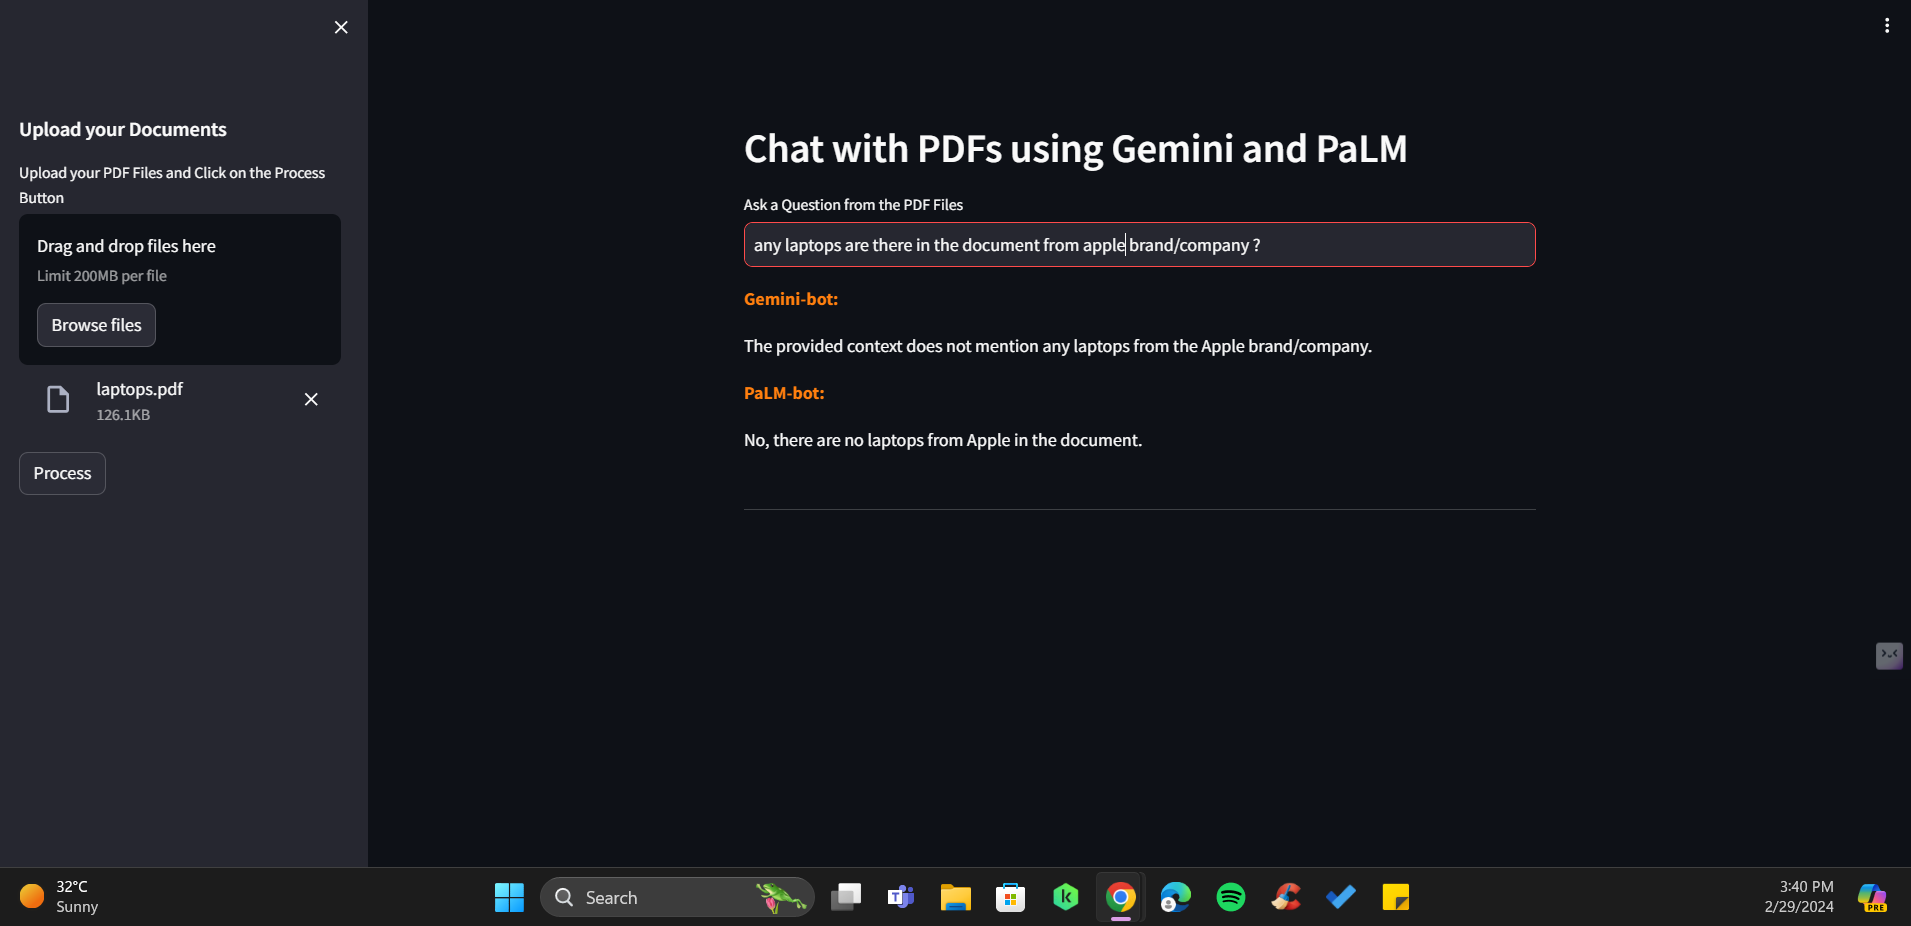 Upload your Documents
Upload your PDF Files and Click on the Process
Button
Drag and drop files here
Limit 200MB per file
Browse files
laptops.pdf
126.1KB
Process
Chat with PDFs using Gemini and PaLM
Ask a Question from the PDF Files
any laptops are there in the document from apple brand/company ?
Gemini-bot:
The provided context does not mention any laptops from the Apple brand/company.
PaLM-bot:
No, there are no laptops from Apple in the document.
32°C
Sunny
Search
3:40 PM
2/29/2024
PRE